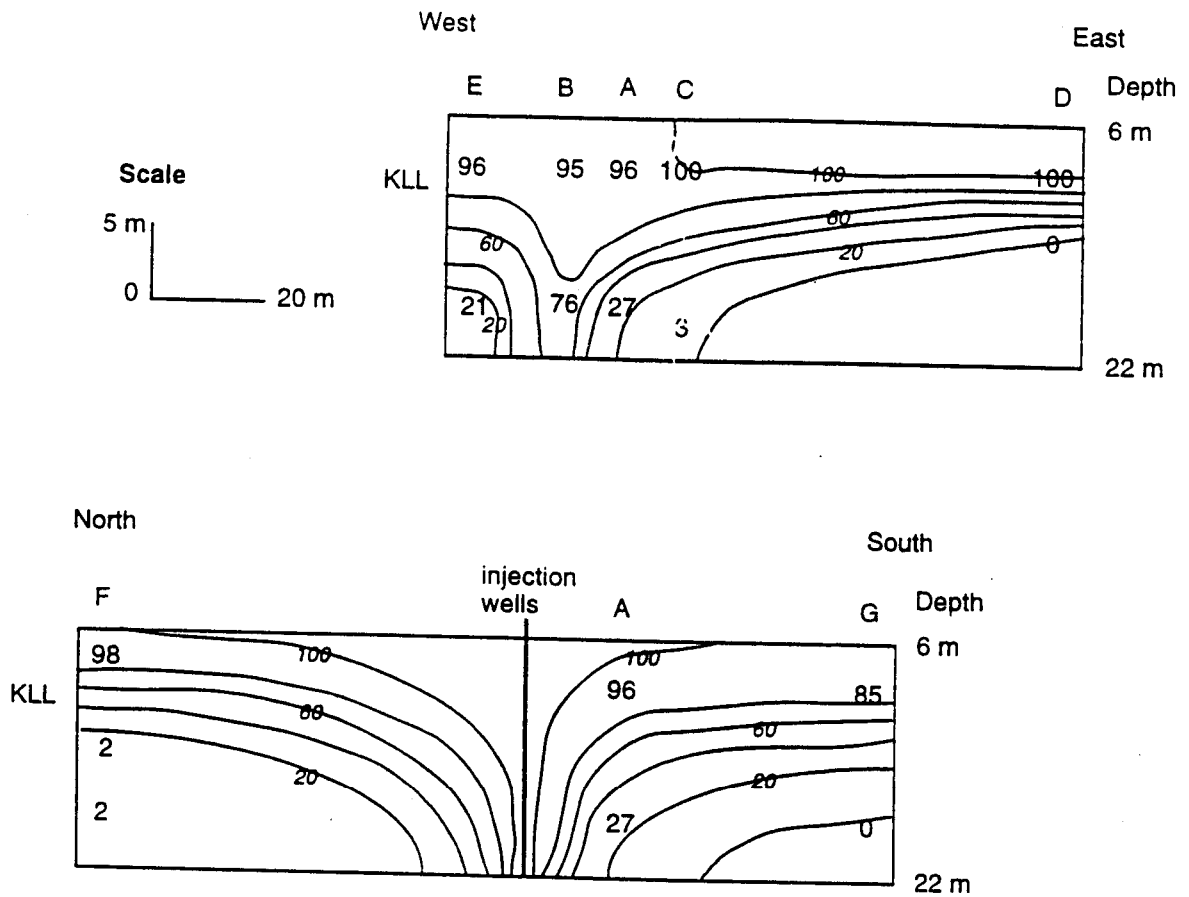 West
East
E B A C D Depth
6 m
Scale
KLL
96 95 96 100 100 100
5 m
60 60
20 0
0 20 m
21 76 27
20 3
22 m
North
South
injection
wells
F A G Depth
6 m
98 100 100
KLL
96 85
60 60
2
20 20
2 27 0
22 m